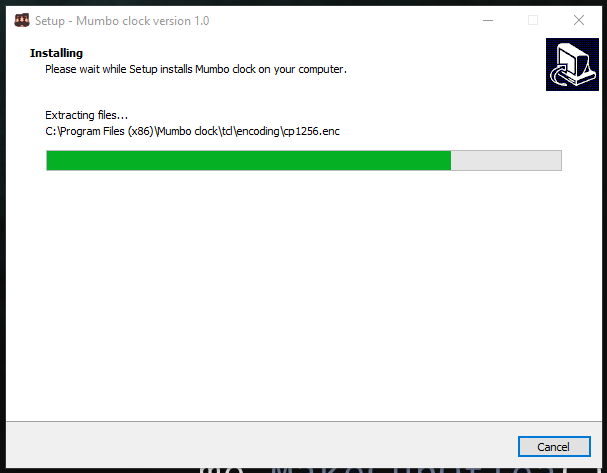 Setup - Mumbo clock version 1.0
Installing
Please wait while Setup installs Mumbo clock on your computer.
Extracting files...
C:\Program Files (x86)\Mumbo clock\tcl\encoding\cp1256.enc
Cancel